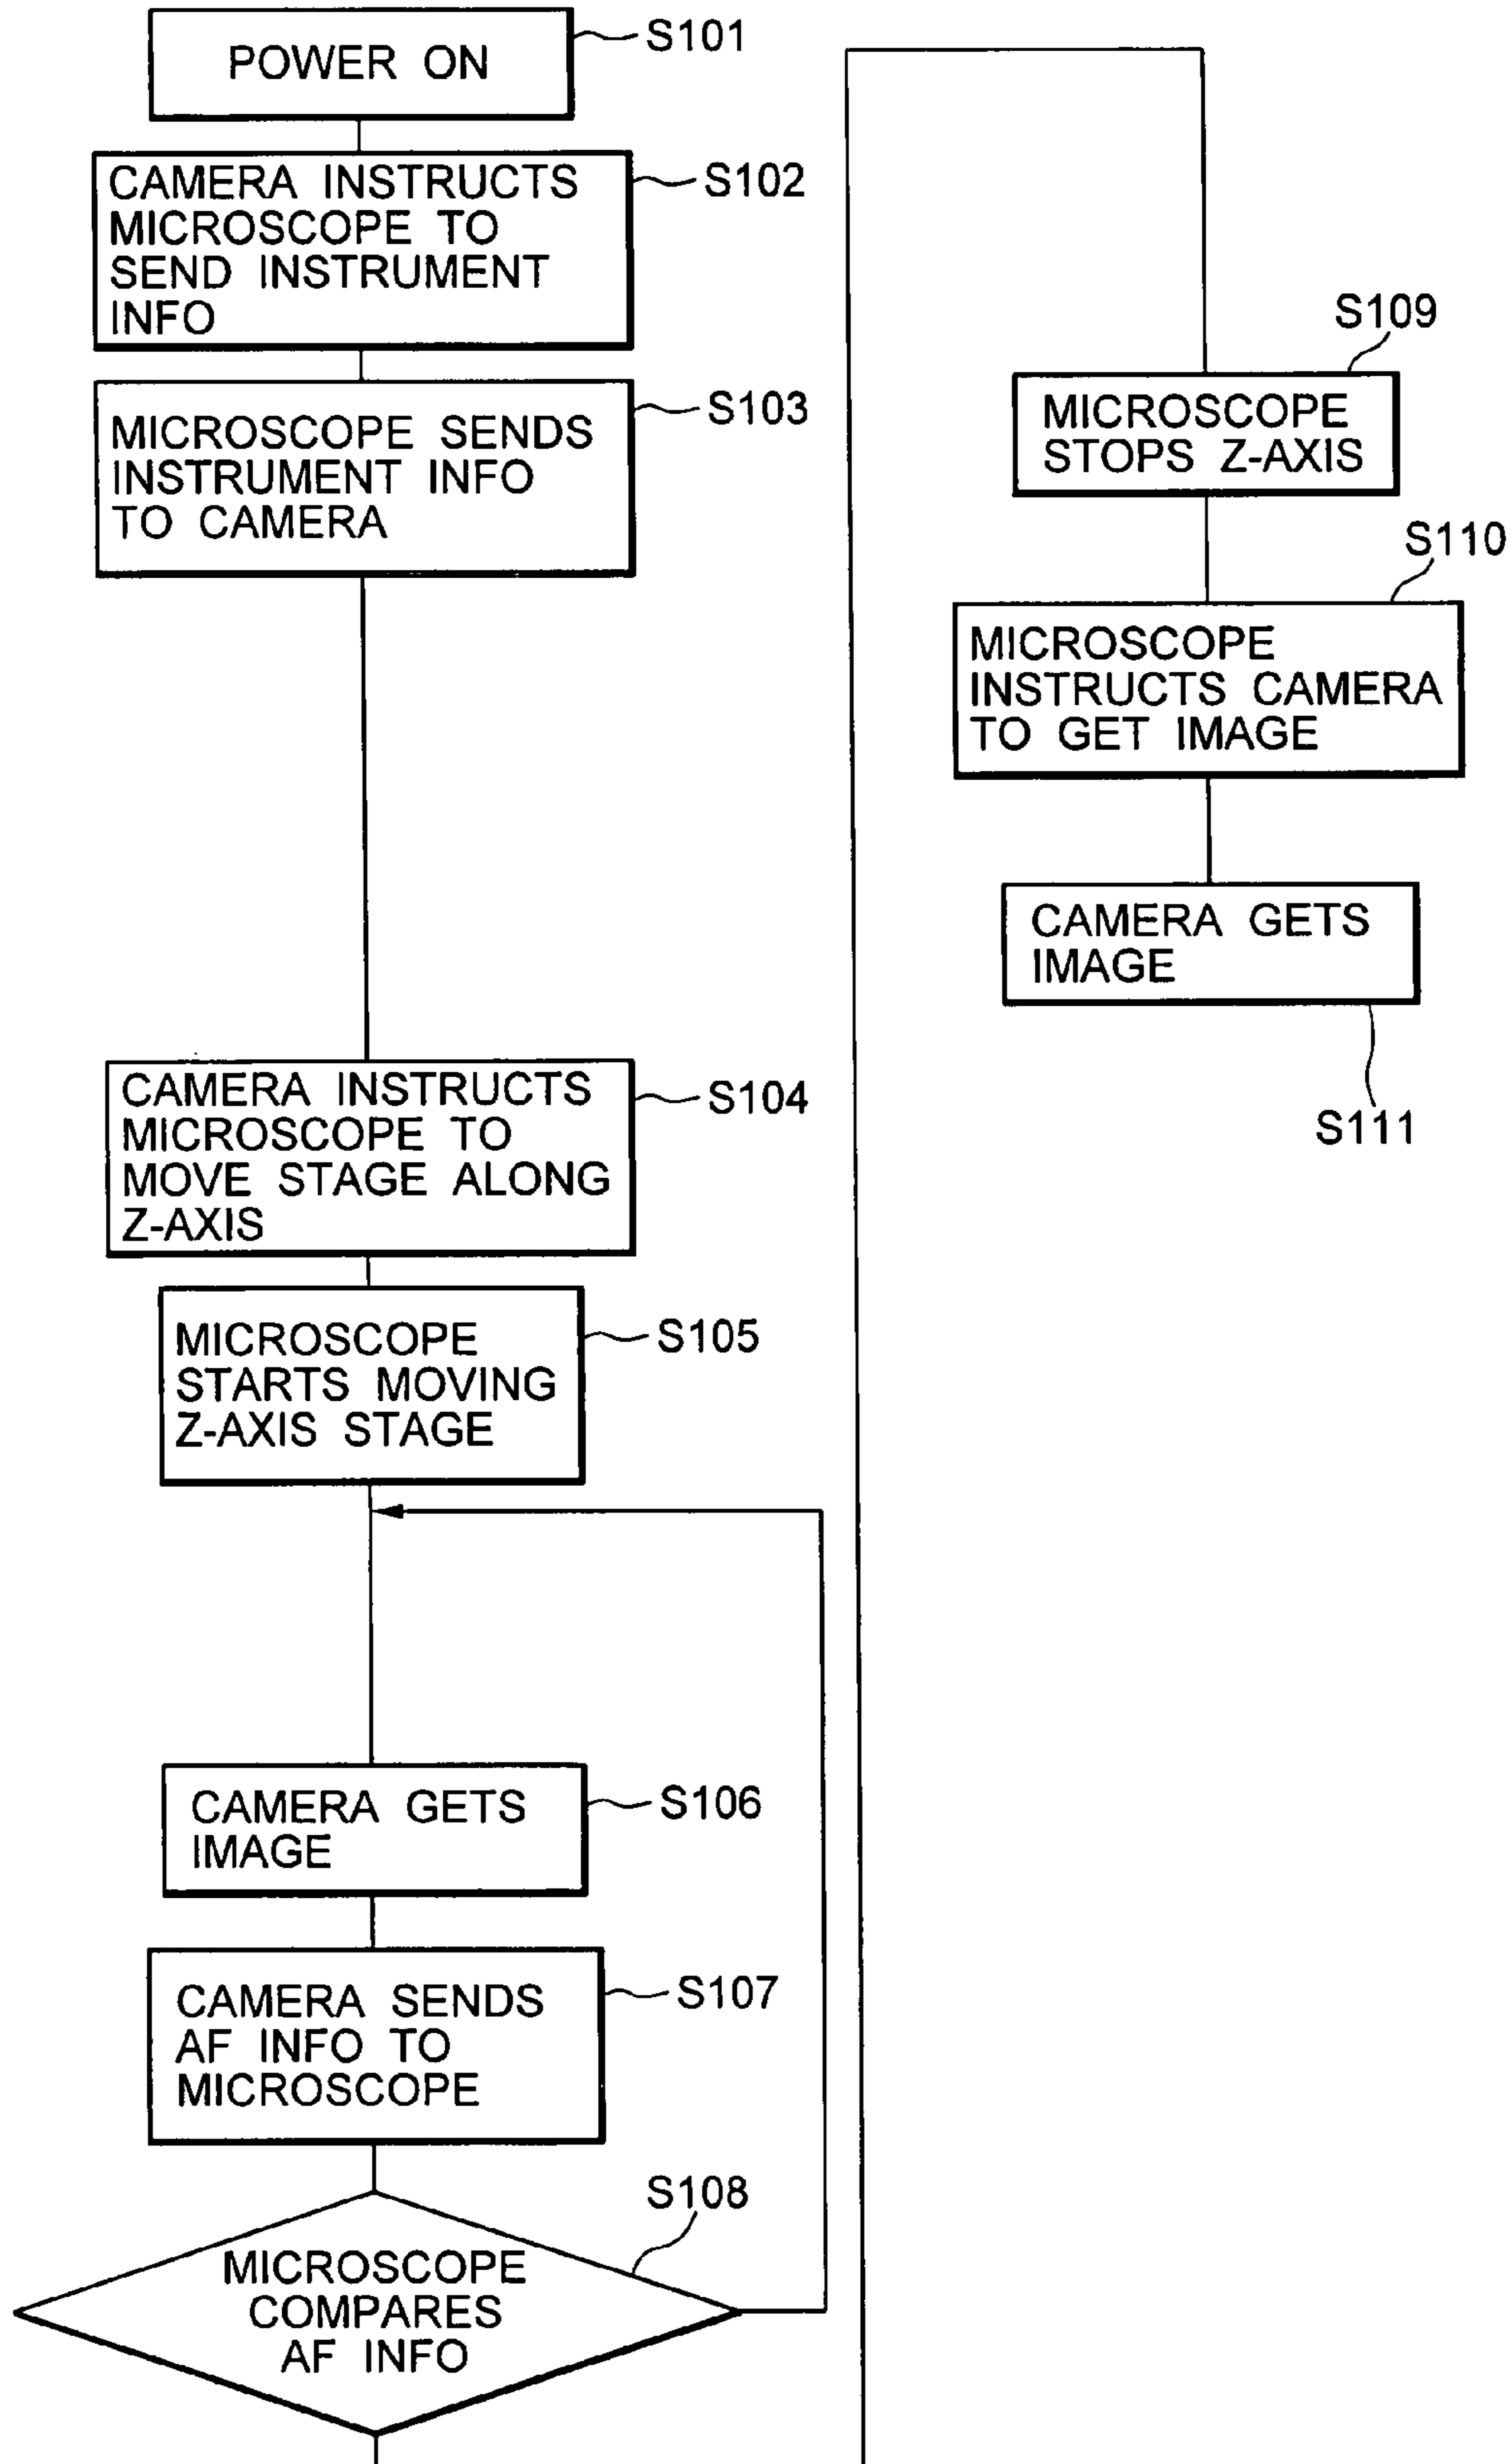 POWER ON
S101
CAMERA INSTRUCTS
MICROSCOPE TO
SEND INSTRUMENT
INFO
S102
MICROSCOPE SENDS
INSTRUMENT INFO
TO CAMERA
S103
CAMERA INSTRUCTS
MICROSCOPE TO
MOVE STAGE ALONG
Z-AXIS
S104
MICROSCOPE
STARTS MOVING
Z-AXIS STAGE
S105
CAMERA GETS
IMAGE
S106
CAMERA SENDS
AF INFO TO
MICROSCOPE
S107
MICROSCOPE
COMPARES
AF INFO
S108
S109
MICROSCOPE
STOPS Z-AXIS
S110
MICROSCOPE
INSTRUCTS CAMERA
TO GET IMAGE
CAMERA GETS
IMAGE
S111